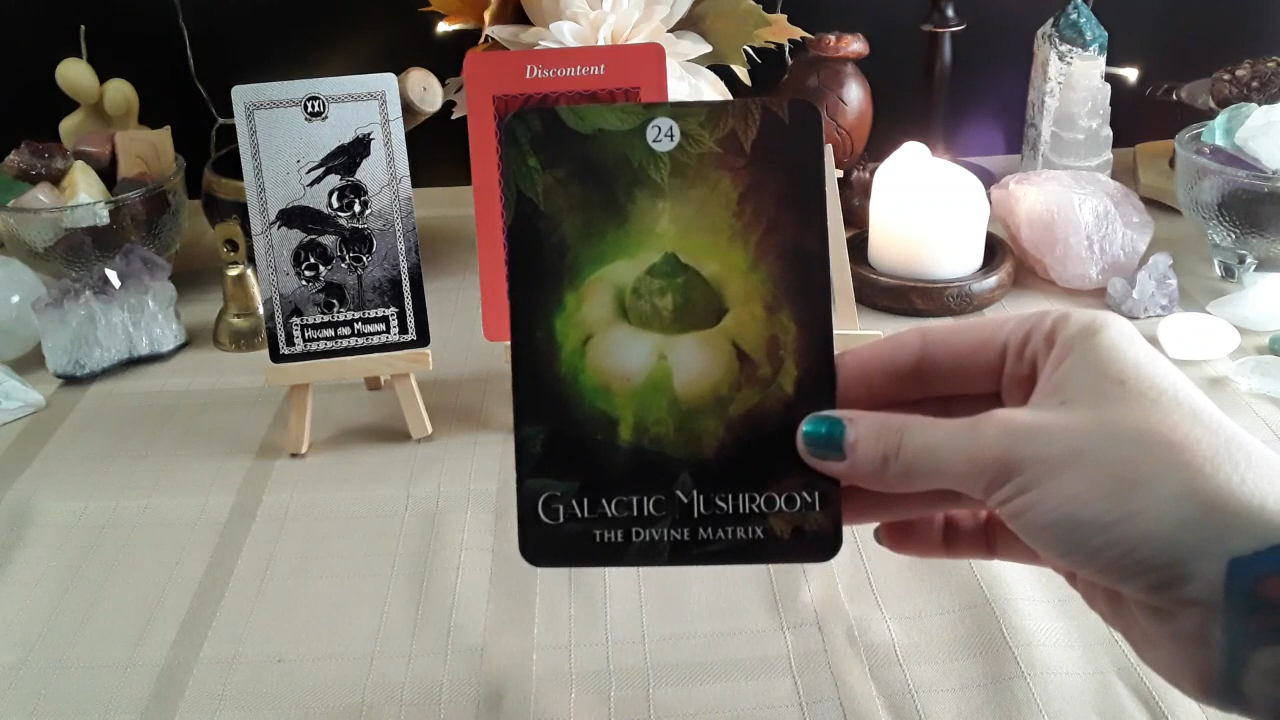 XXI
Huginn and Muninn
Discontent
24
Galactic Mushroom
the Divine Matrix